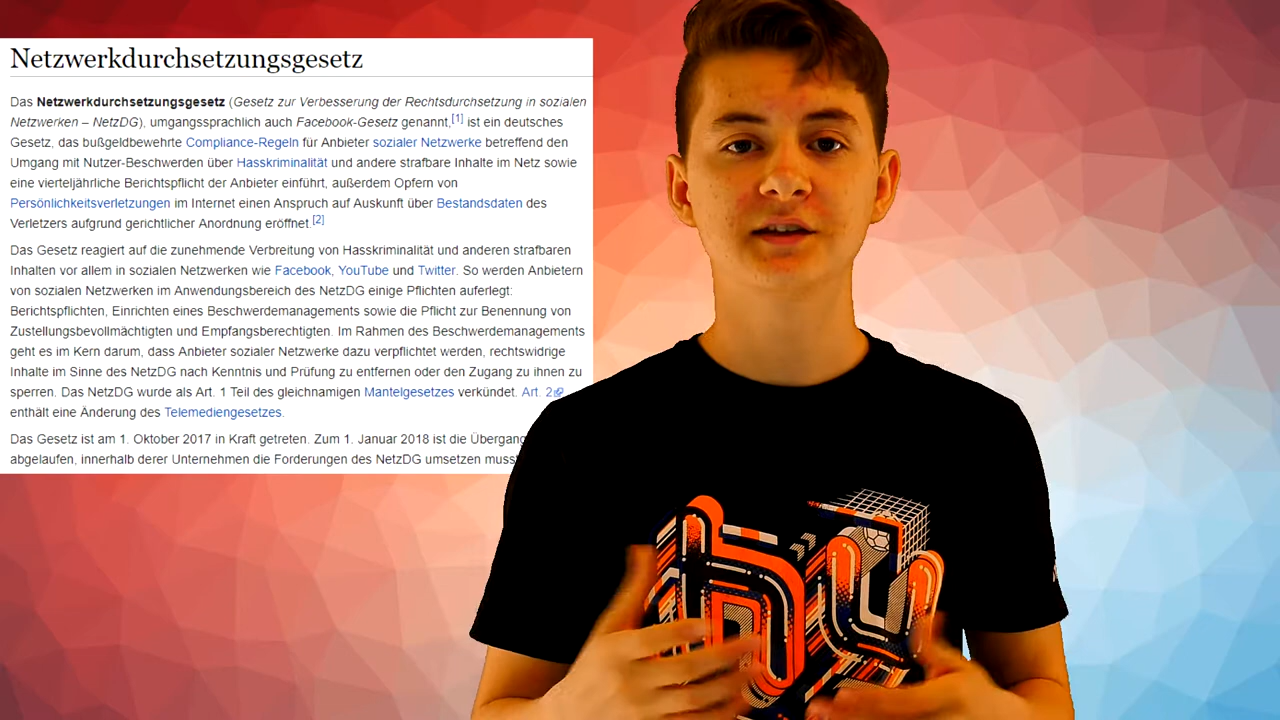 Netzwerkdurchsetzungsgesetz
Das Netzwerkdurchsetzungsgesetz (Gesetz zur Verbesserung der Rechtsdurchsetzung in sozialen
Netzwerken – NetzDG), umgangssprachlich auch Facebook-Gesetz genannt,[1] ist ein deutsches
Gesetz, das bußgeldbewehrte Compliance-Regeln für Anbieter sozialer Netzwerke betreffend den
Umgang mit Nutzer-Beschwerden über Hasskriminalität und andere strafbare Inhalte im Netz sowie
eine vierteljährliche Berichtspflicht der Anbieter einführt, außerdem Opfern von
Persönlichkeitsverletzungen im Internet einen Anspruch auf Auskunft über Bestandsdaten des
Verletzers aufgrund gerichtlicher Anordnung eröffnet.[2]
Das Gesetz reagiert auf die zunehmende Verbreitung von Hasskriminalität und anderen strafbaren
Inhalten vor allem in sozialen Netzwerken wie Facebook, YouTube und Twitter. So werden Anbietern
von sozialen Netzwerken im Anwendungsbereich des NetzDG einige Pflichten auferlegt:
Berichtspflichten, Einrichten eines Beschwerdemanagements sowie die Pflicht zur Benennung von
Zustellungsbevollmächtigten und Empfangsberechtigten. Im Rahmen des Beschwerdemanagements
geht es im Kern darum, dass Anbieter sozialer Netzwerke dazu verpflichtet werden, rechtswidrige
Inhalte im Sinne des NetzDG nach Kenntnis und Prüfung zu entfernen oder den Zugang zu ihnen zu
sperren. Das NetzDG wurde als Art. 1 Teil des gleichnamigen Mantelgesetzes verkündet. Art. 2
enthält eine Änderung des Telemediengesetzes.
Das Gesetz ist am 1. Oktober 2017 in Kraft getreten. Zum 1. Januar 2018 ist die Übergang
abgelaufen, innerhalb derer Unternehmen die Forderungen des NetzDG umsetzen muss